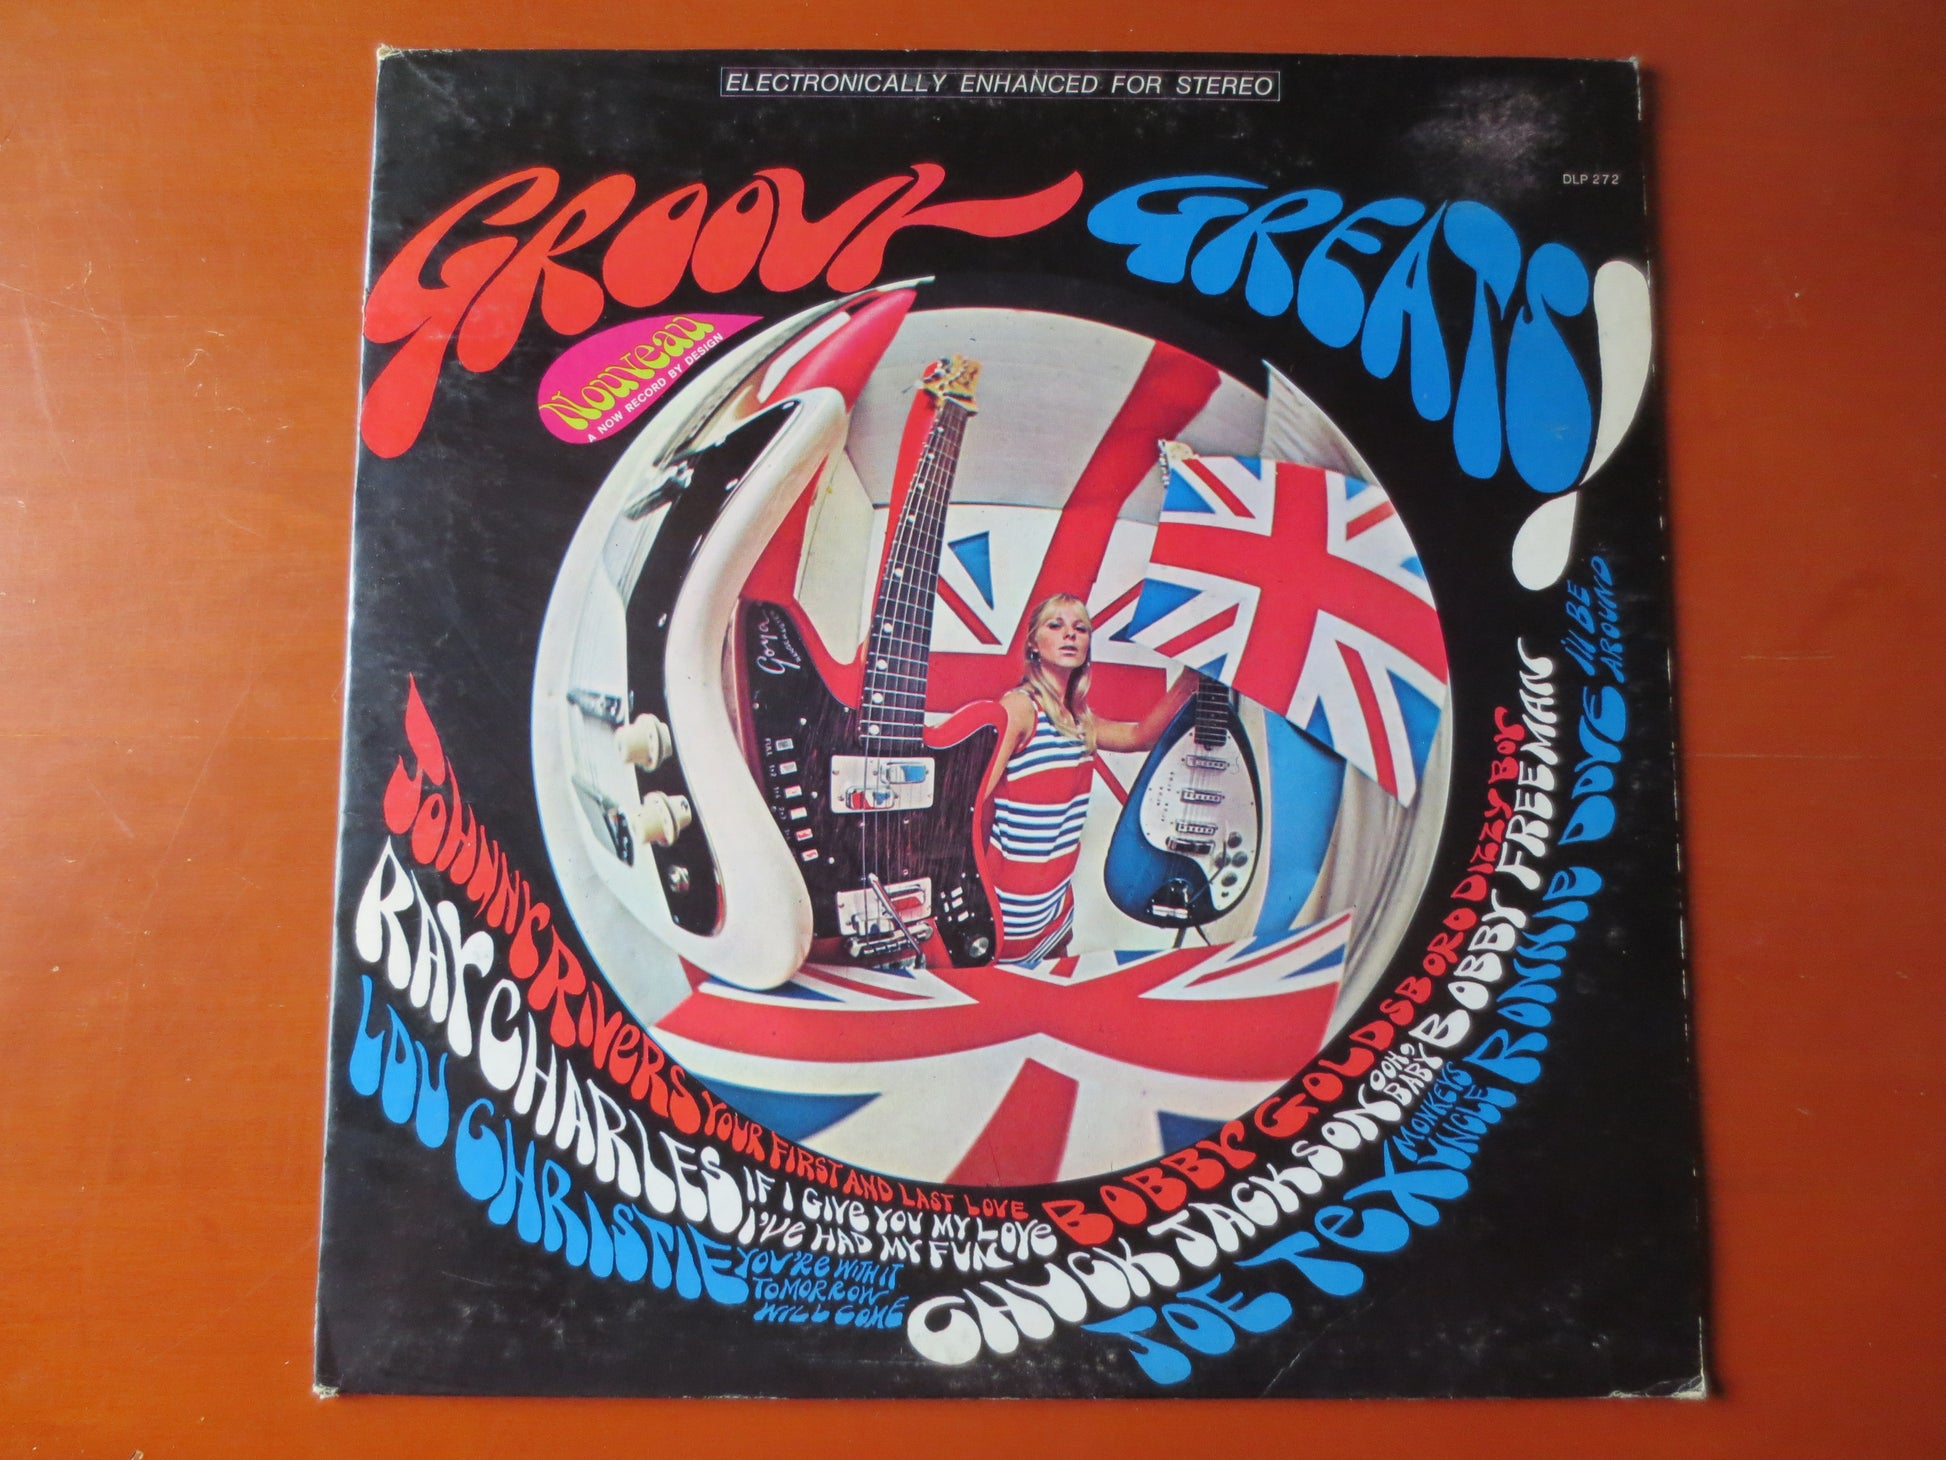 ELECTRONICALLY ENHANCED FOR STEREO
DLP 272
GROOVY GREATS!
Nouveau
A NOW RECORD BY DESIGN
Goya
JOHNNY RIVERS YOUR FIRST AND LAST LOVE
RAY CHARLES IF I GIVE YOU MY LOVE
I'VE HAD MY FUN
LOU CHRISTIE YOU'RE WITH IT
TOMORROW
WILL COME
BOBBY GOLDSBORO DIZZY BOY
CHUCK JACKSON OOH,
BABY
BOBBY FREEMAN
JOE TEX MONKEYS
UNCLE
RONNIE DOVE I'll BE
AROUND